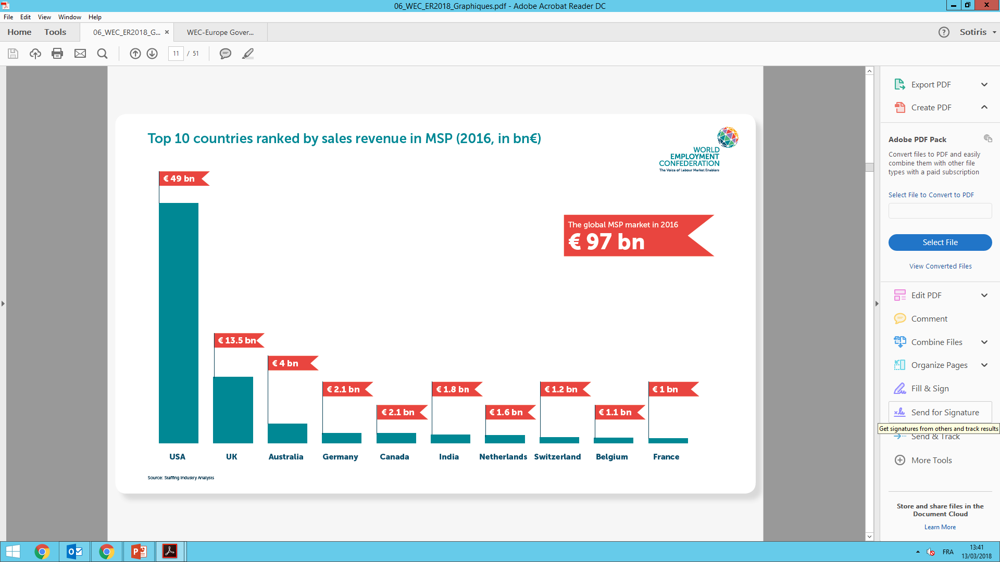 06_WEC_ER2018_Graphiques.pdf - Adobe Acrobat Reader DC
File Edit View Window Help
Home Tools 06_WEC_ER2018_G... × WEC-Europe Gover... ? Sotiris
11 / 51
Top 10 countries ranked by sales revenue in MSP (2016, in bn€)
WORLD
EMPLOYMENT
CONFEDERATION
The Voice of Labour Market Enablers
€ 49 bn
The global MSP market in 2016
€ 97 bn
€ 13.5 bn
€ 4 bn
€ 2.1 bn
€ 2.1 bn
€ 1.8 bn
€ 1.6 bn
€ 1.2 bn
€ 1.1 bn
€ 1 bn
USA UK Australia Germany Canada India Netherlands Switzerland Belgium France
Source: Staffing Industry Analysts
Export PDF
Create PDF
Adobe PDF Pack
Convert files to PDF and easily
combine them with other file
types with a paid subscription
Select File to Convert to PDF
Select File
View Converted Files
Edit PDF
Comment
Combine Files
Organize Pages
Fill & Sign
Send for Signature
Get signatures from others and track results
Send & Track
More Tools
Store and share files in the
Document Cloud
Learn More
FRA
13:41
13/03/2018